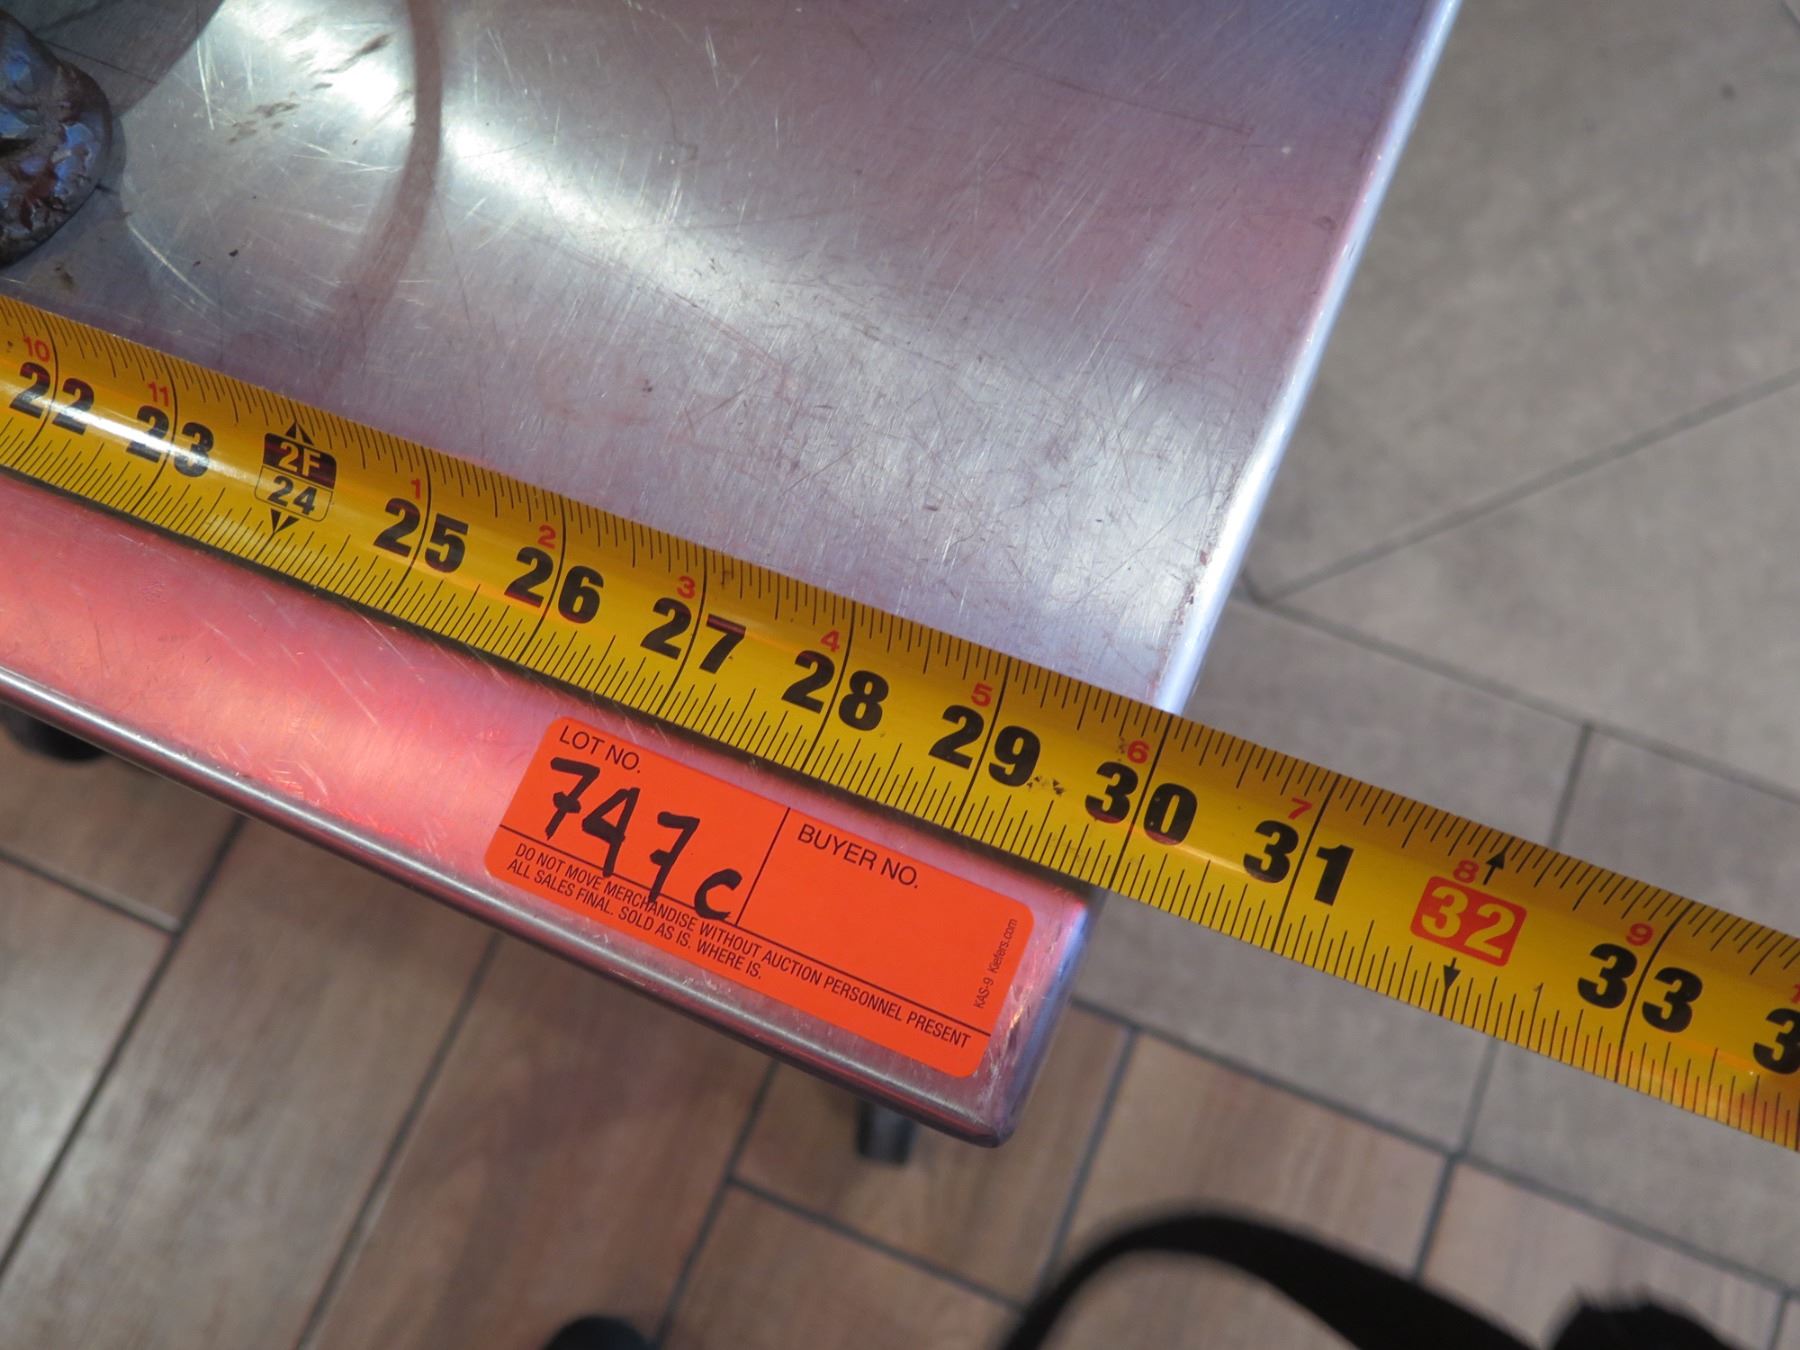 10 11 1 2 3 4 5 6 7 8 9
22 23 2F 24 25 26 27 28 29 30 31 32 33 3
LOT NO.
747c
BUYER NO.
DO NOT MOVE MERCHANDISE WITHOUT AUCTION PERSONNEL PRESENT
ALL SALES FINAL. SOLD AS IS. WHERE IS.
KAS-9 Kiefers.com